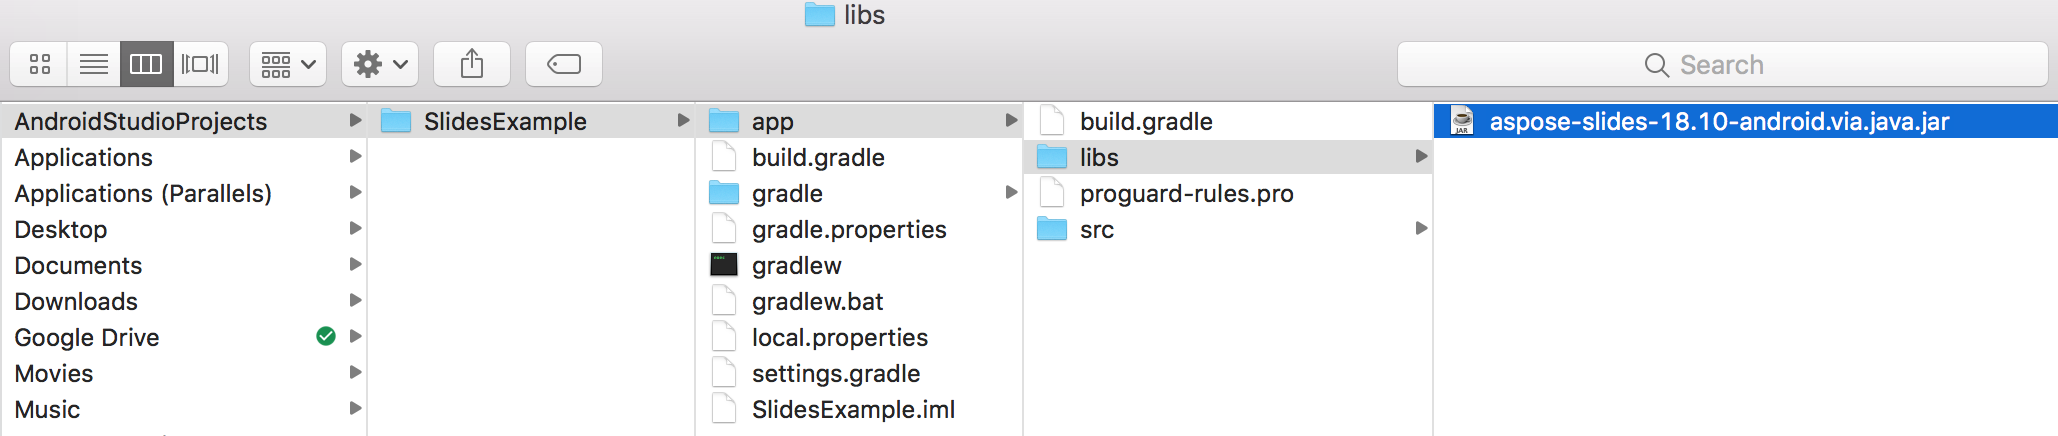 libs
Search
AndroidStudioProjects
Applications
Applications (Parallels)
Desktop
Documents
Downloads
Google Drive
Movies
Music
SlidesExample
app
build.gradle
gradle
gradle.properties
gradlew
gradlew.bat
local.properties
settings.gradle
SlidesExample.iml
build.gradle
libs
proguard-rules.pro
src
JAR
aspose-slides-18.10-android.via.java.jar